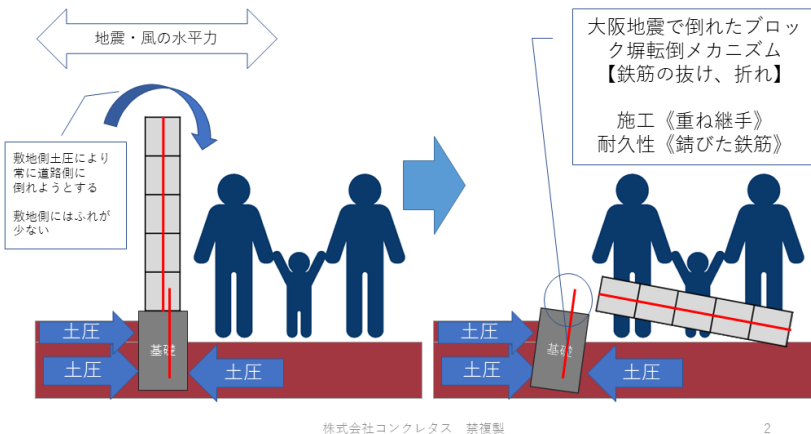 地震・風の水平力
敷地側土圧により
常に道路側に
倒れようとする
敷地側にはふれが
少ない
土圧
土圧
基礎
土圧
大阪地震で倒れたブロッ
ク塀転倒メカニズム
【鉄筋の抜け、折れ】
施工《重ね継手》
耐久性《錆びた鉄筋》
土圧
土圧
基礎
土圧
株式会社コンクレタス 禁複製
2